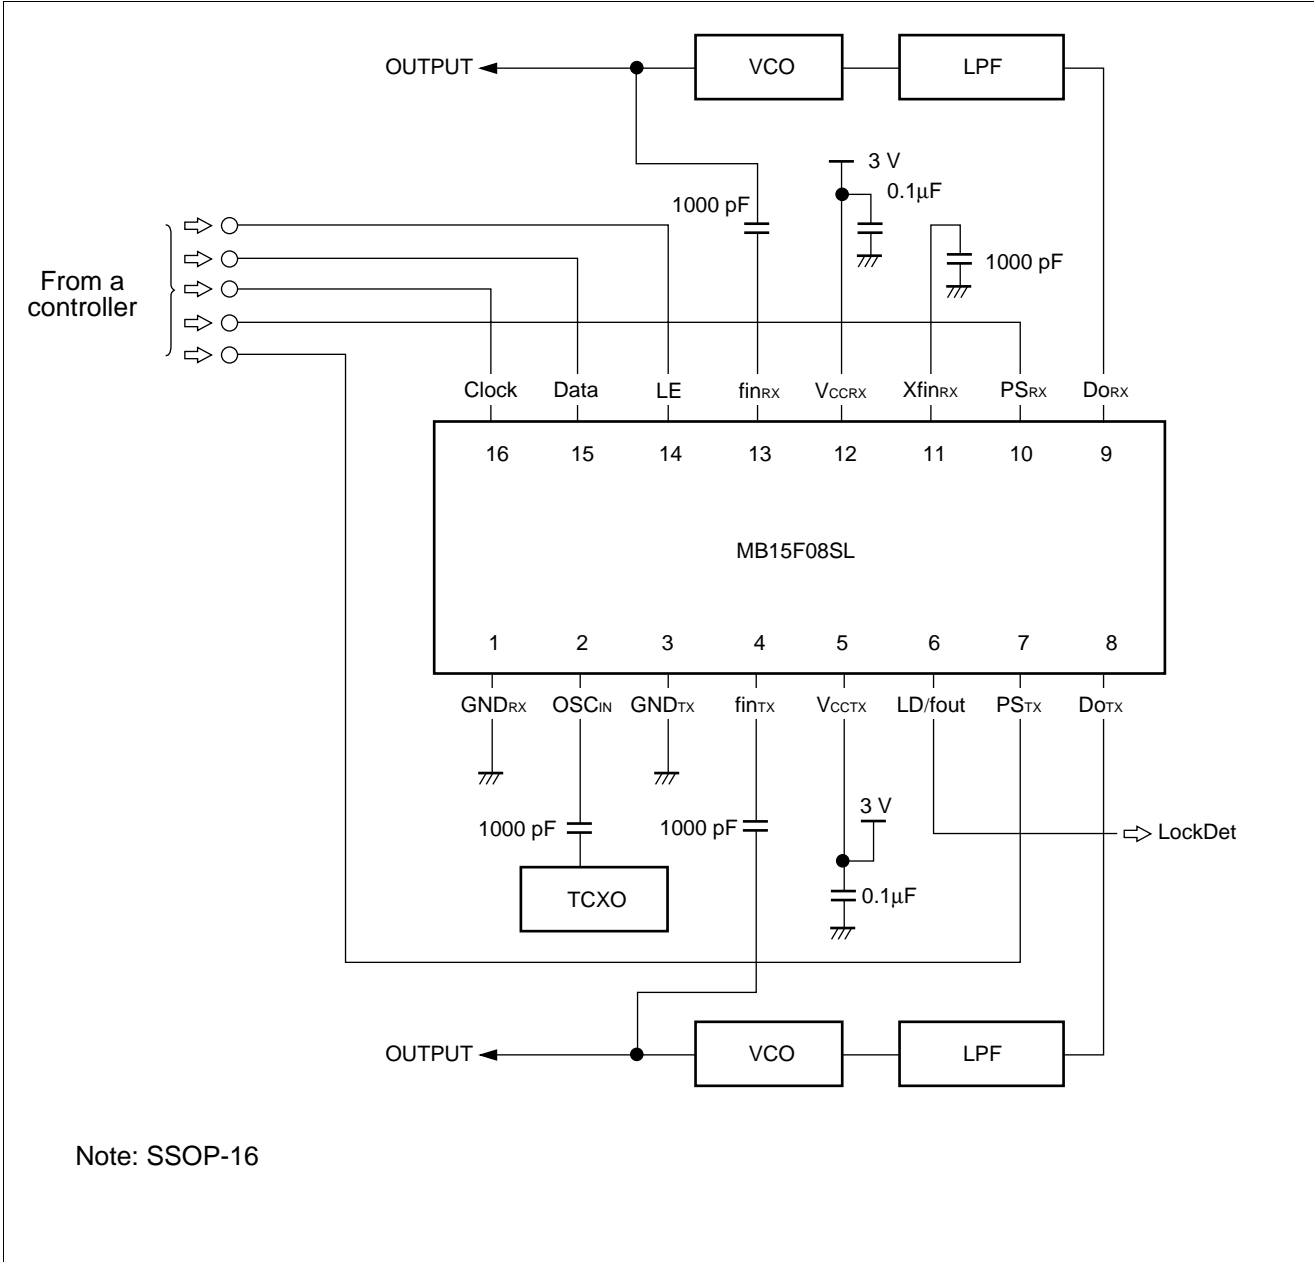 OUTPUT
VCO
LPF
3 V
0.1μF
1000 pF
1000 pF
From a
controller
Clock Data LE finRX VCCRX XfinRX PSRX DoRX
16 15 14 13 12 11 10 9
MB15F08SL
1 2 3 4 5 6 7 8
GNDRX OSCIN GNDTX finTX VCCTX LD/fout PSTX DoTX
3 V
1000 pF
1000 pF
LockDet
TCXO
0.1μF
OUTPUT
VCO
LPF
Note: SSOP-16